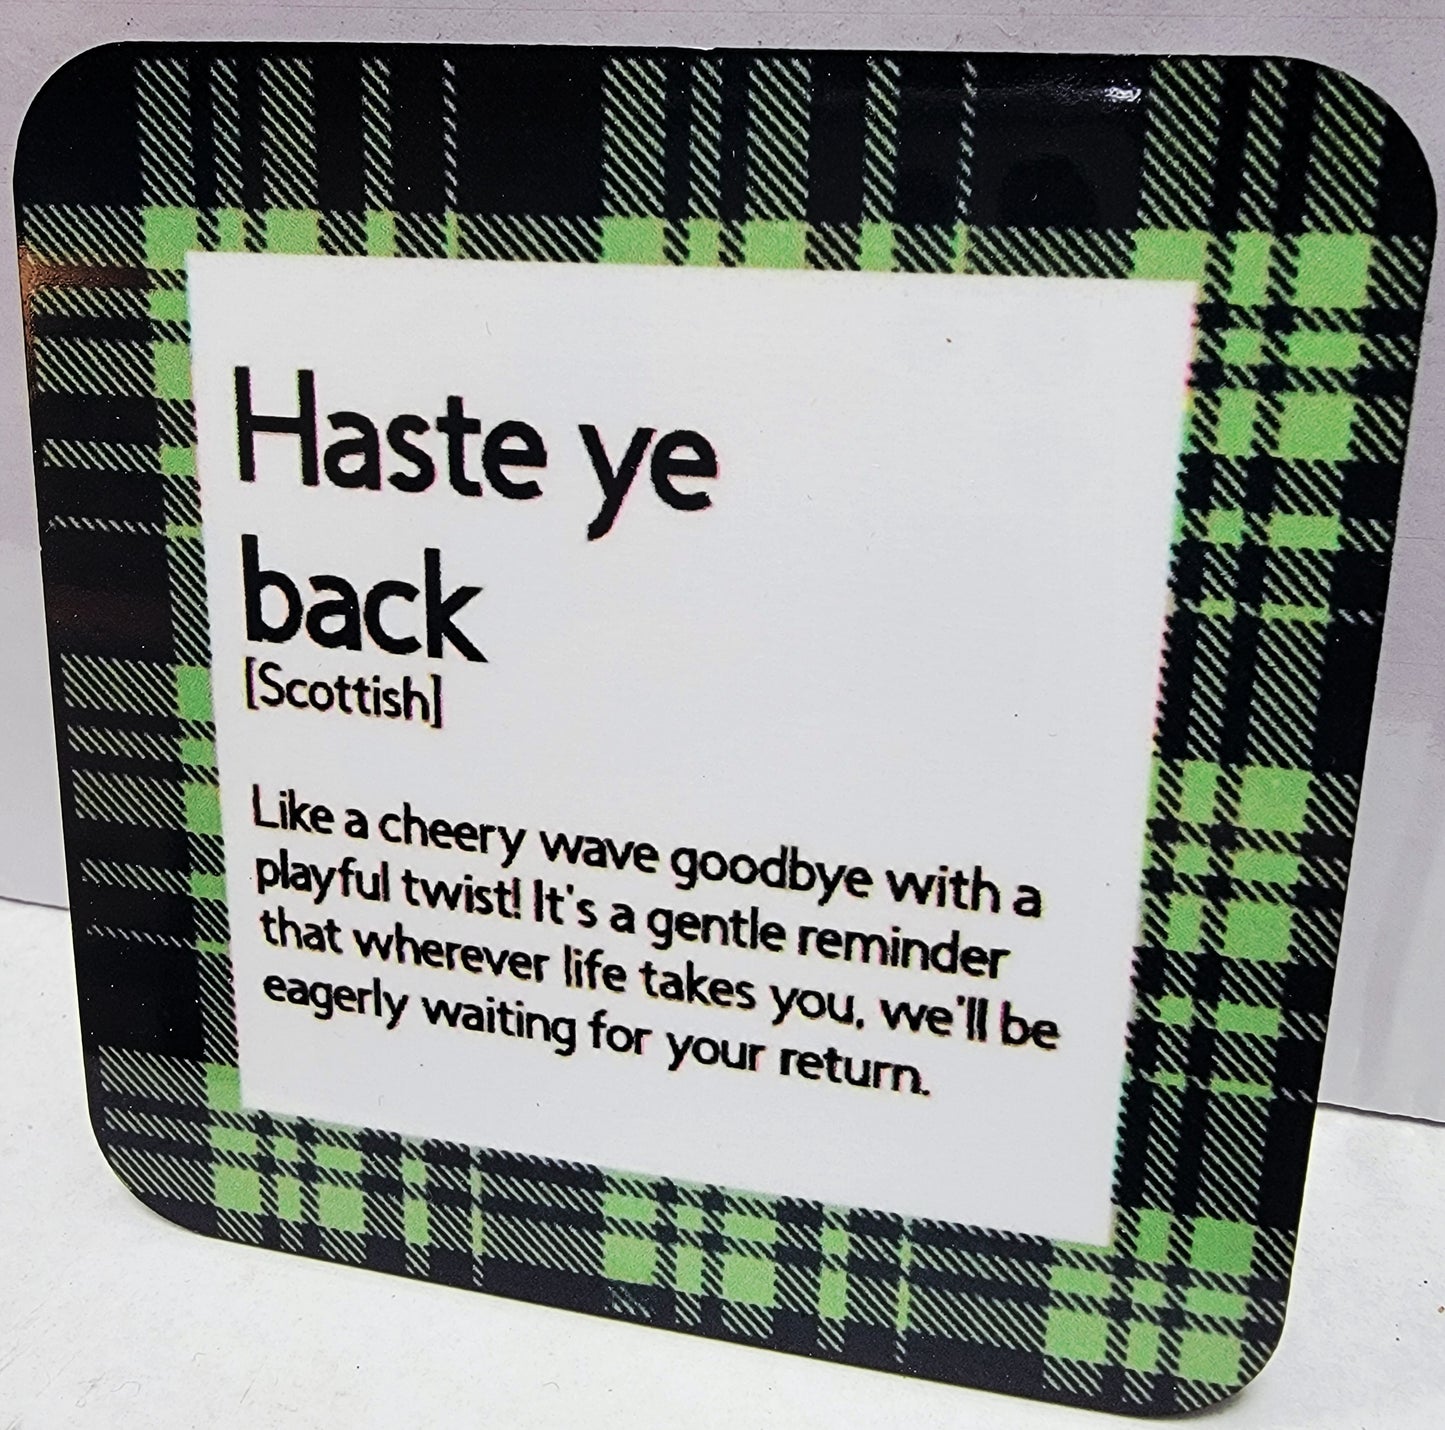 Haste ye
back
[Scottish]
Like a cheery wave goodbye with a
playful twist! It's a gentle reminder
that wherever life takes you, we'll be
eagerly waiting for your return.